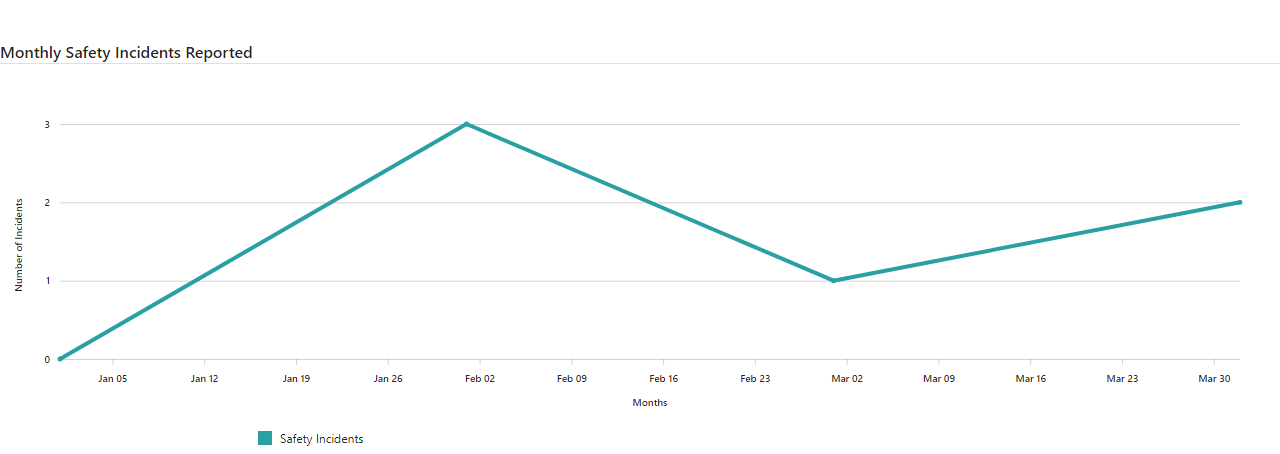 Monthly Safety Incidents Reported
3
2
1
0
Number of Incidents
Jan 05 Jan 12 Jan 19 Jan 26 Feb 02 Feb 09 Feb 16 Feb 23 Mar 02 Mar 09 Mar 16 Mar 23 Mar 30
Months
Safety Incidents